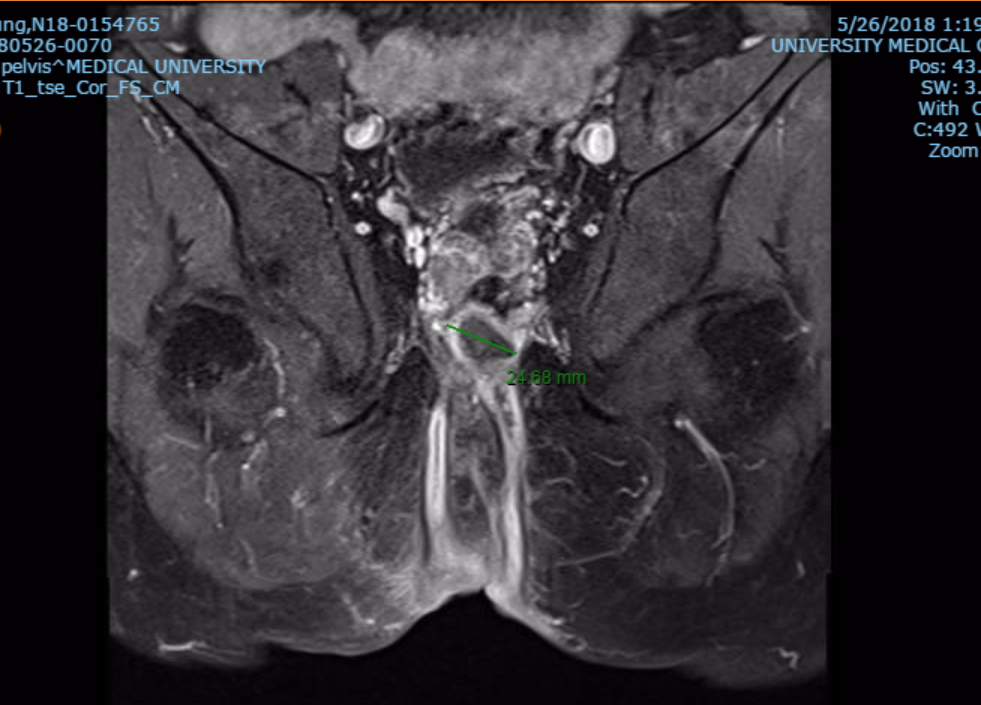 ng,N18-0154765
80526-0070
pelvis^MEDICAL UNIVERSITY
T1_tse_Cor_FS_CM
5/26/2018 1:19
UNIVERSITY MEDICAL C
Pos: 43.
SW: 3.
With C
C:492 W
Zoom
24.68 mm